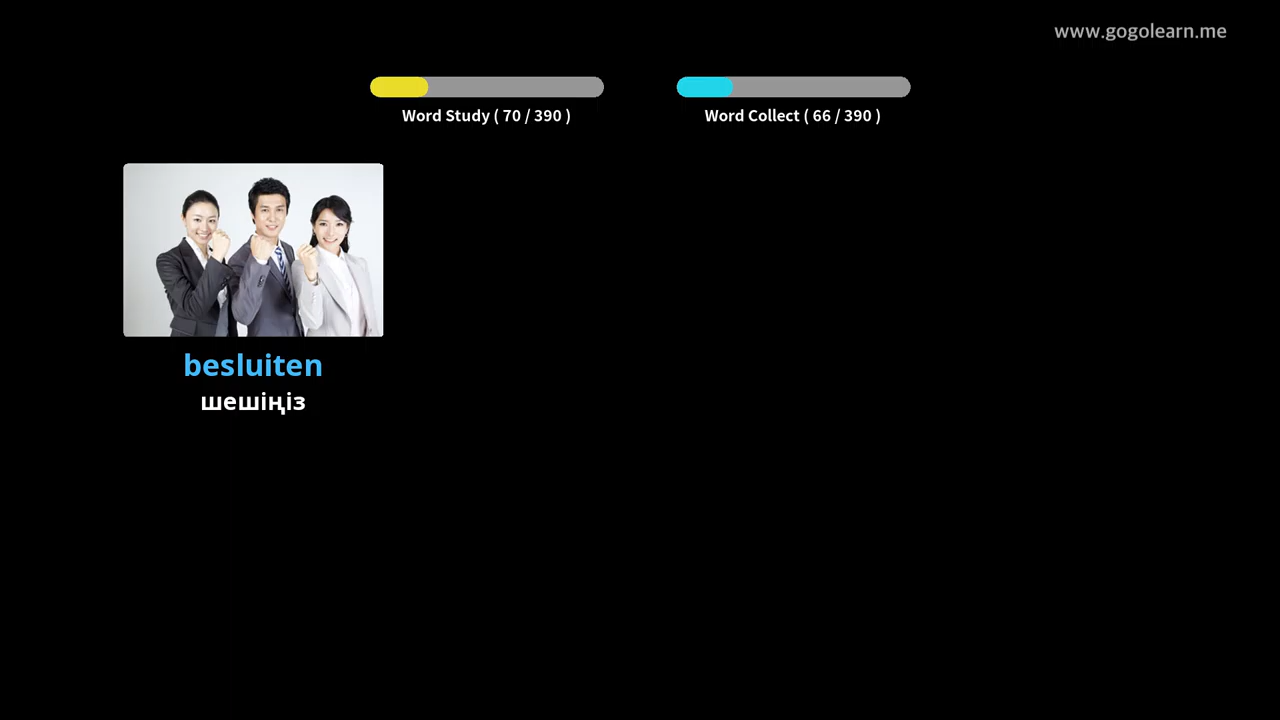 www.gogolearn.me
Word Study ( 70 / 390 )
Word Collect ( 66 / 390 )
besluiten
шешіңіз